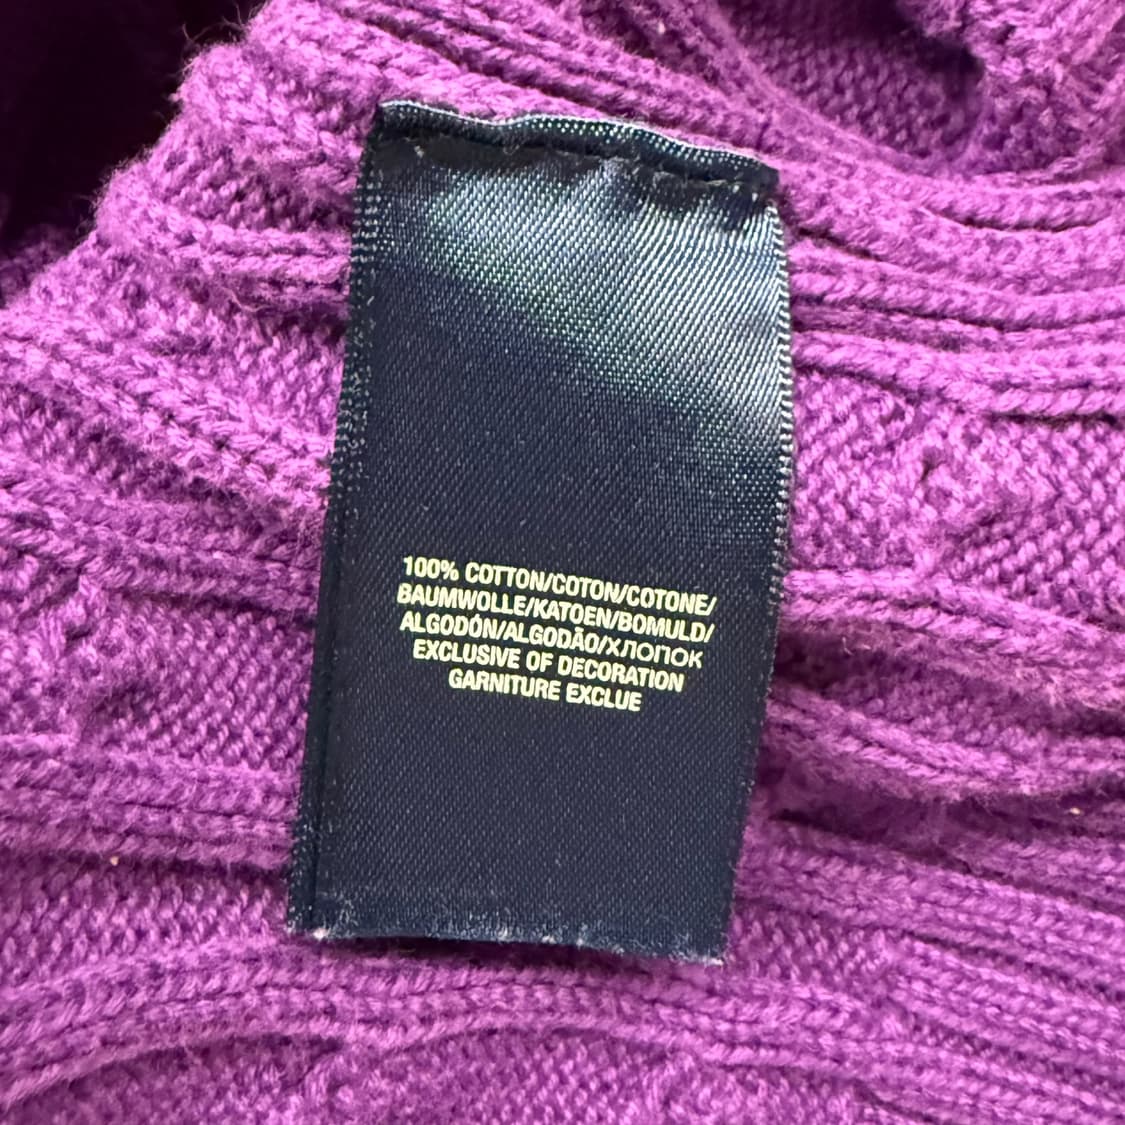 100% COTTON/COTON/COTONE/
BAUMWOLLE/KATOEN/BOMULD/
ALGODÓN/ALGODÃO/ХЛОПОК
EXCLUSIVE OF DECORATION
GARNITURE EXCLUE